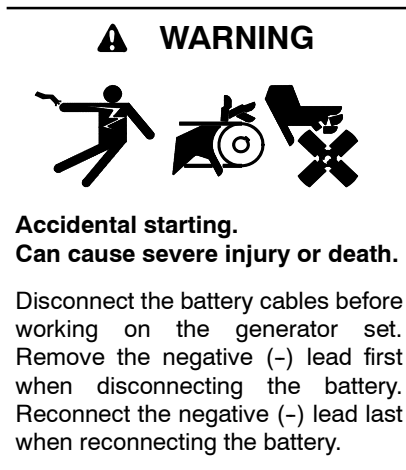 WARNING
Accidental starting.
Can cause severe injury or death.
Disconnect the battery cables before
working on the generator set.
Remove the negative (–) lead first
when disconnecting the battery.
Reconnect the negative (–) lead last
when reconnecting the battery.